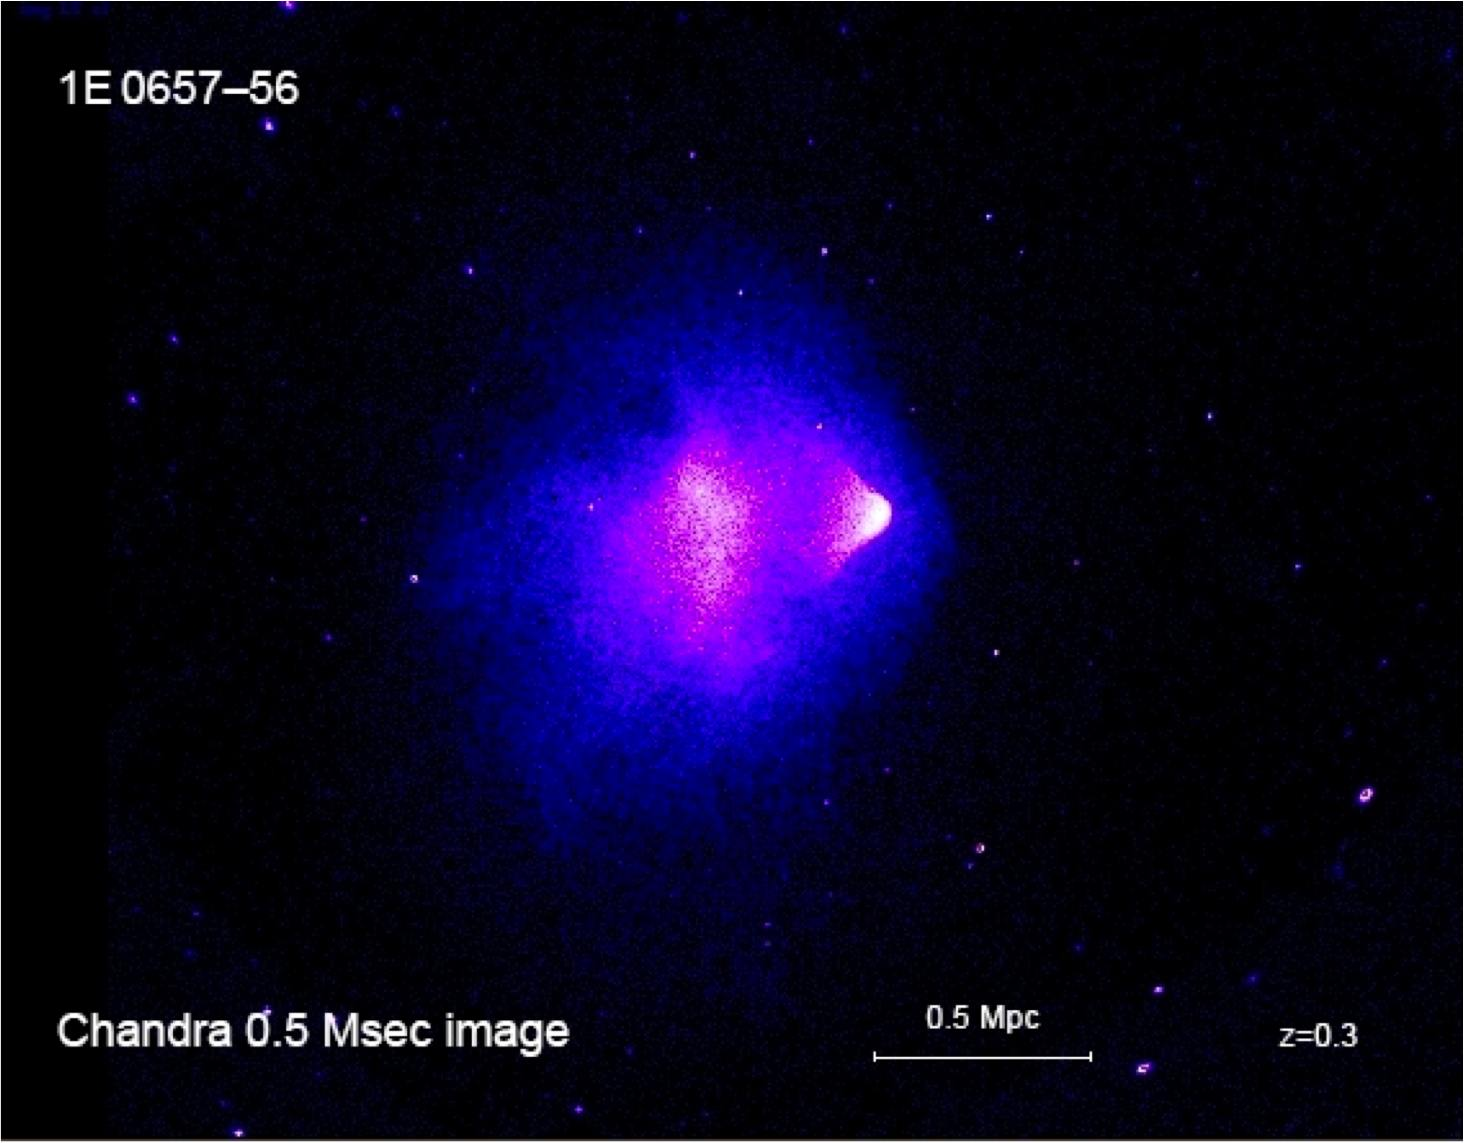 1E 0657–56
0.5 Mpc
Chandra 0.5 Msec image
z=0.3